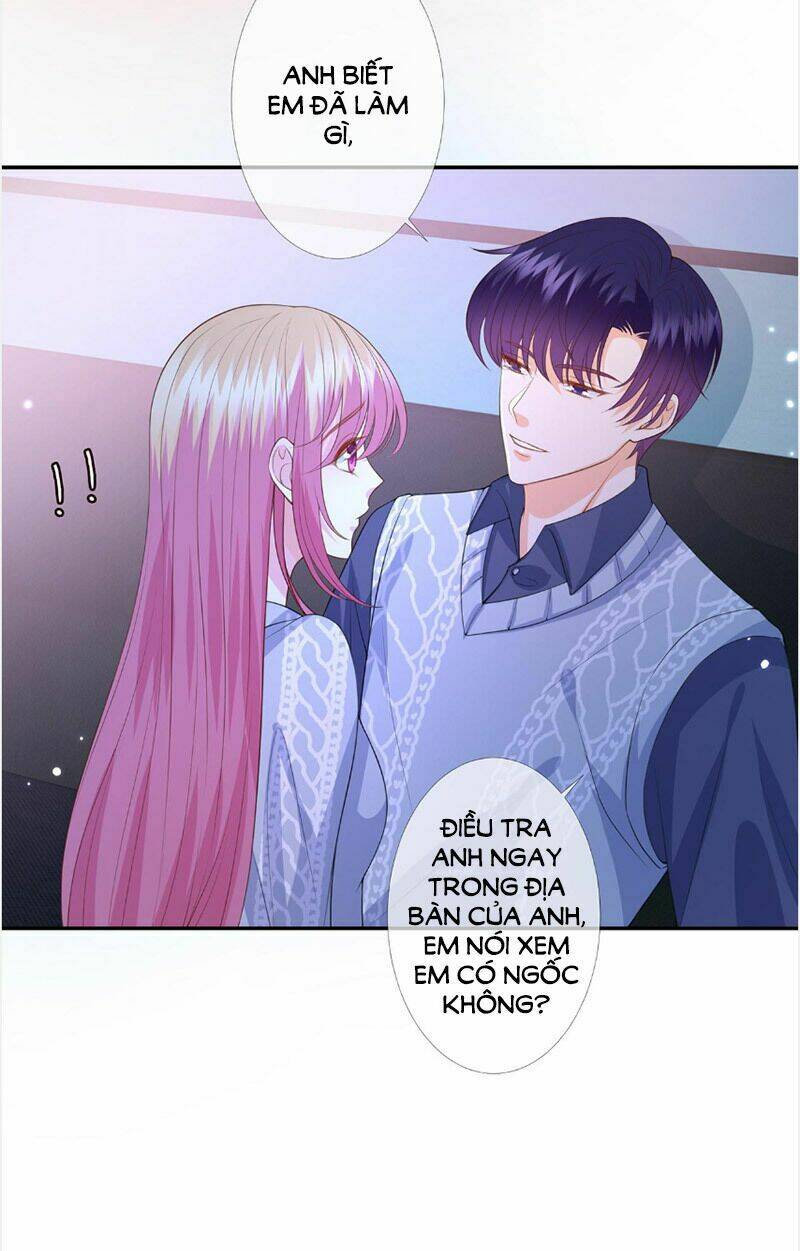 ANH BIẾT
EM ĐÃ LÀM
GÌ,
!!
ĐIỀU TRA
ANH NGAY
TRONG ĐỊA
BÀN CỦA ANH,
EM NÓI XEM
EM CÓ NGỐC
KHÔNG?